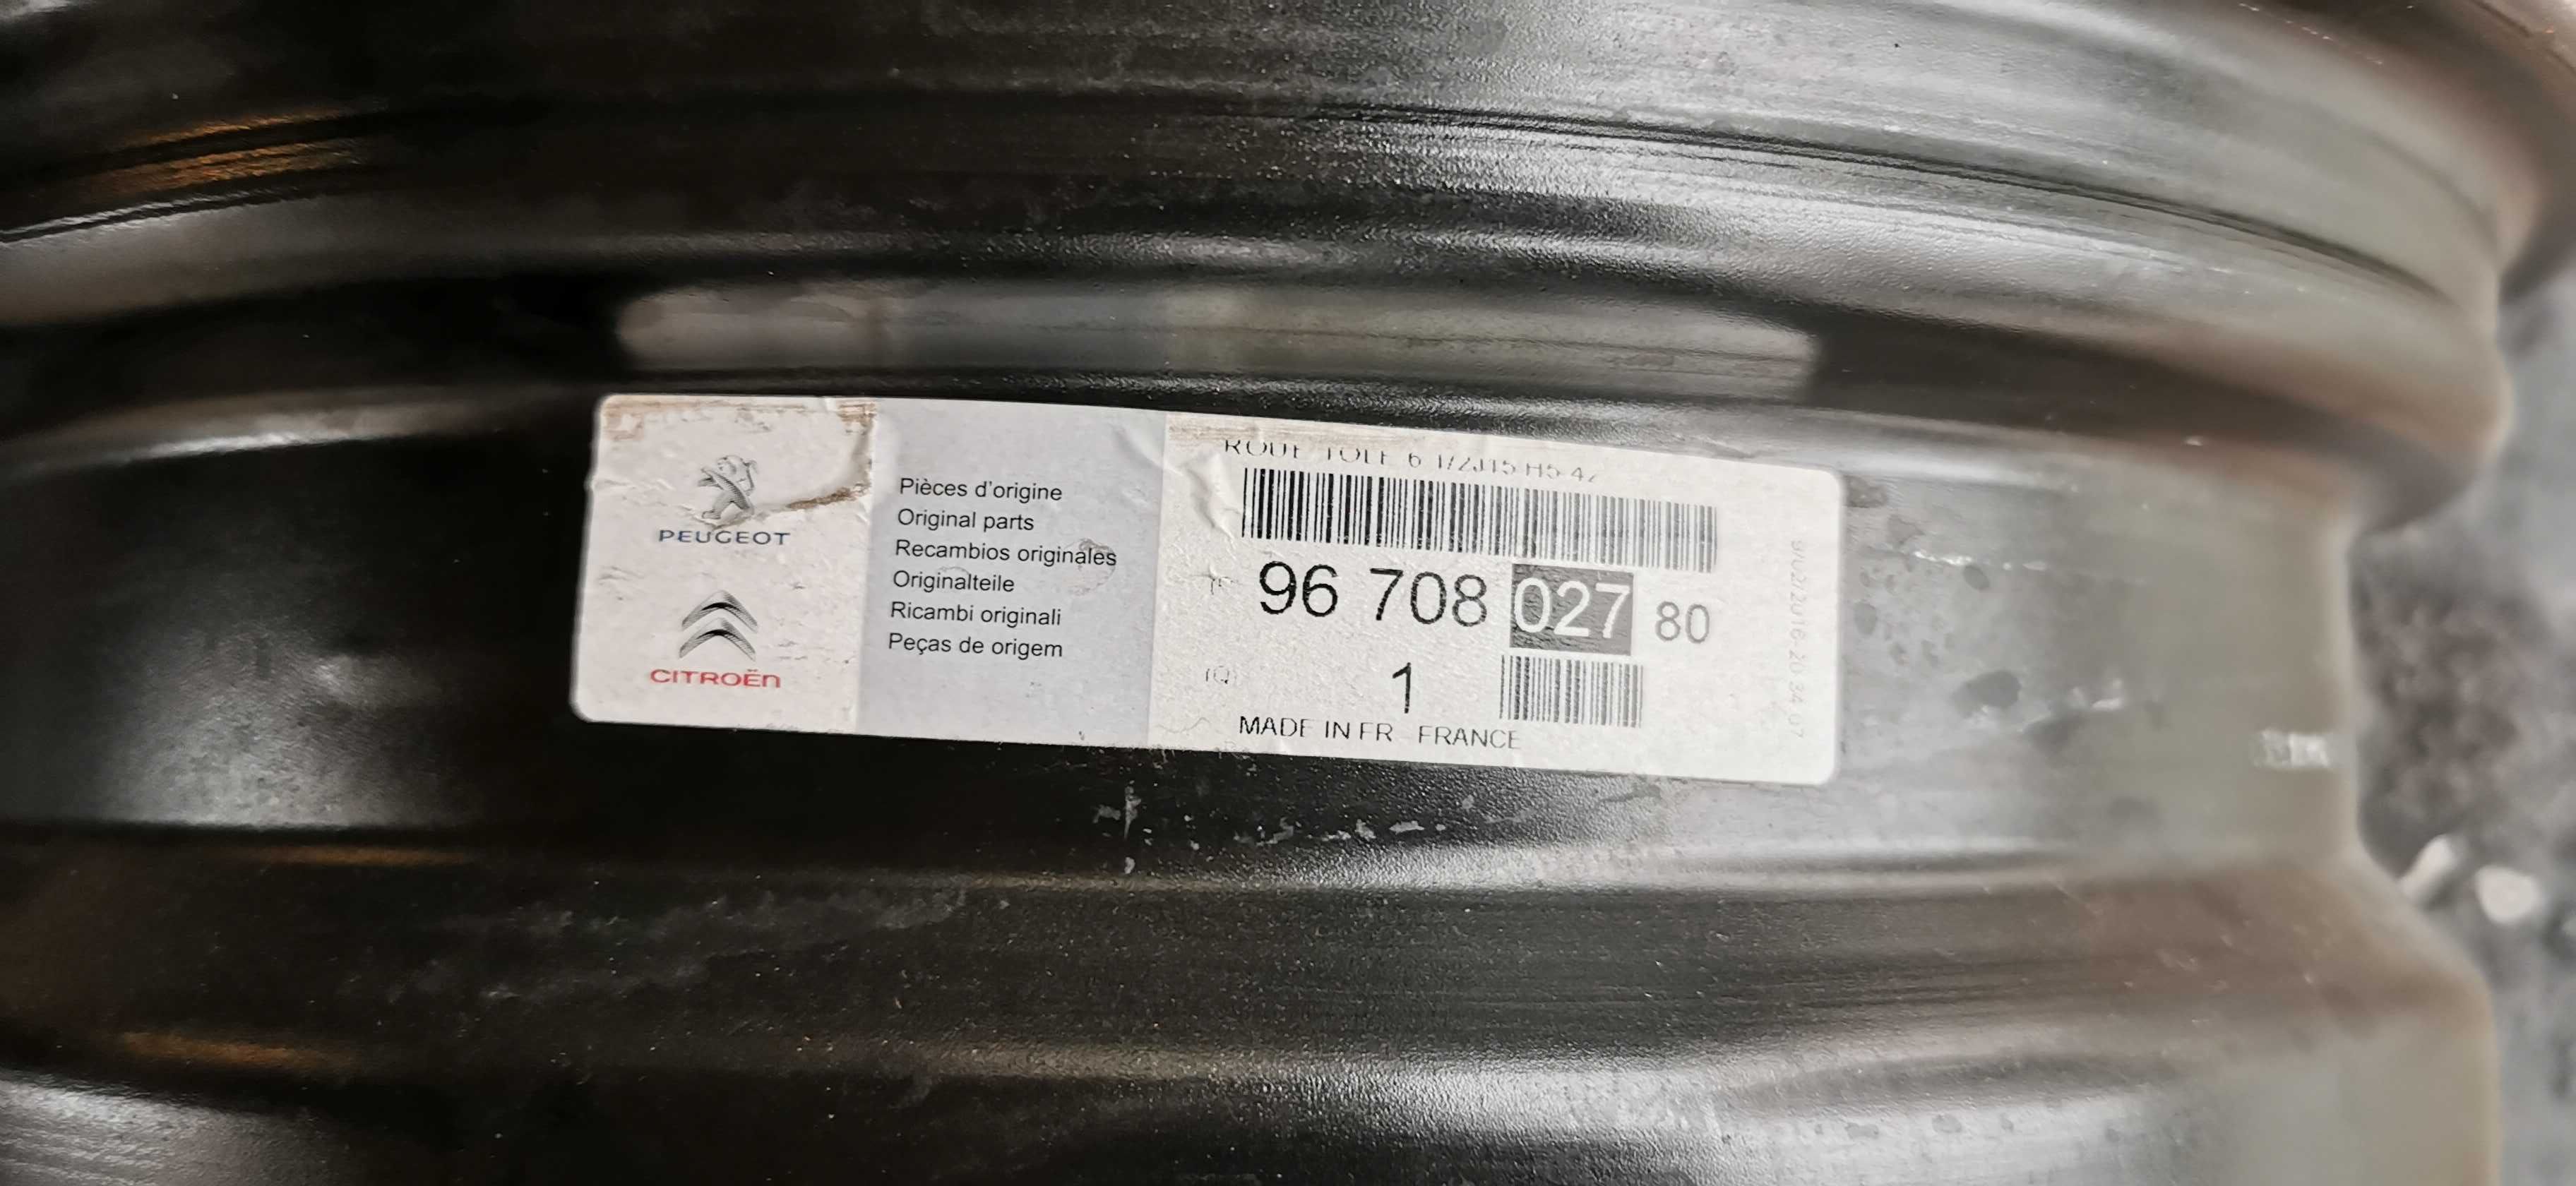 PEUGEOT
CITROËN
Pièces d'origine
Original parts
Recambios originales
Originalteile
Ricambi originali
Peças de origem
ROUE TOLE 6 1/2J15 H5 47
96 708 027 80
(Q) 1
MADE IN FR FRANCE